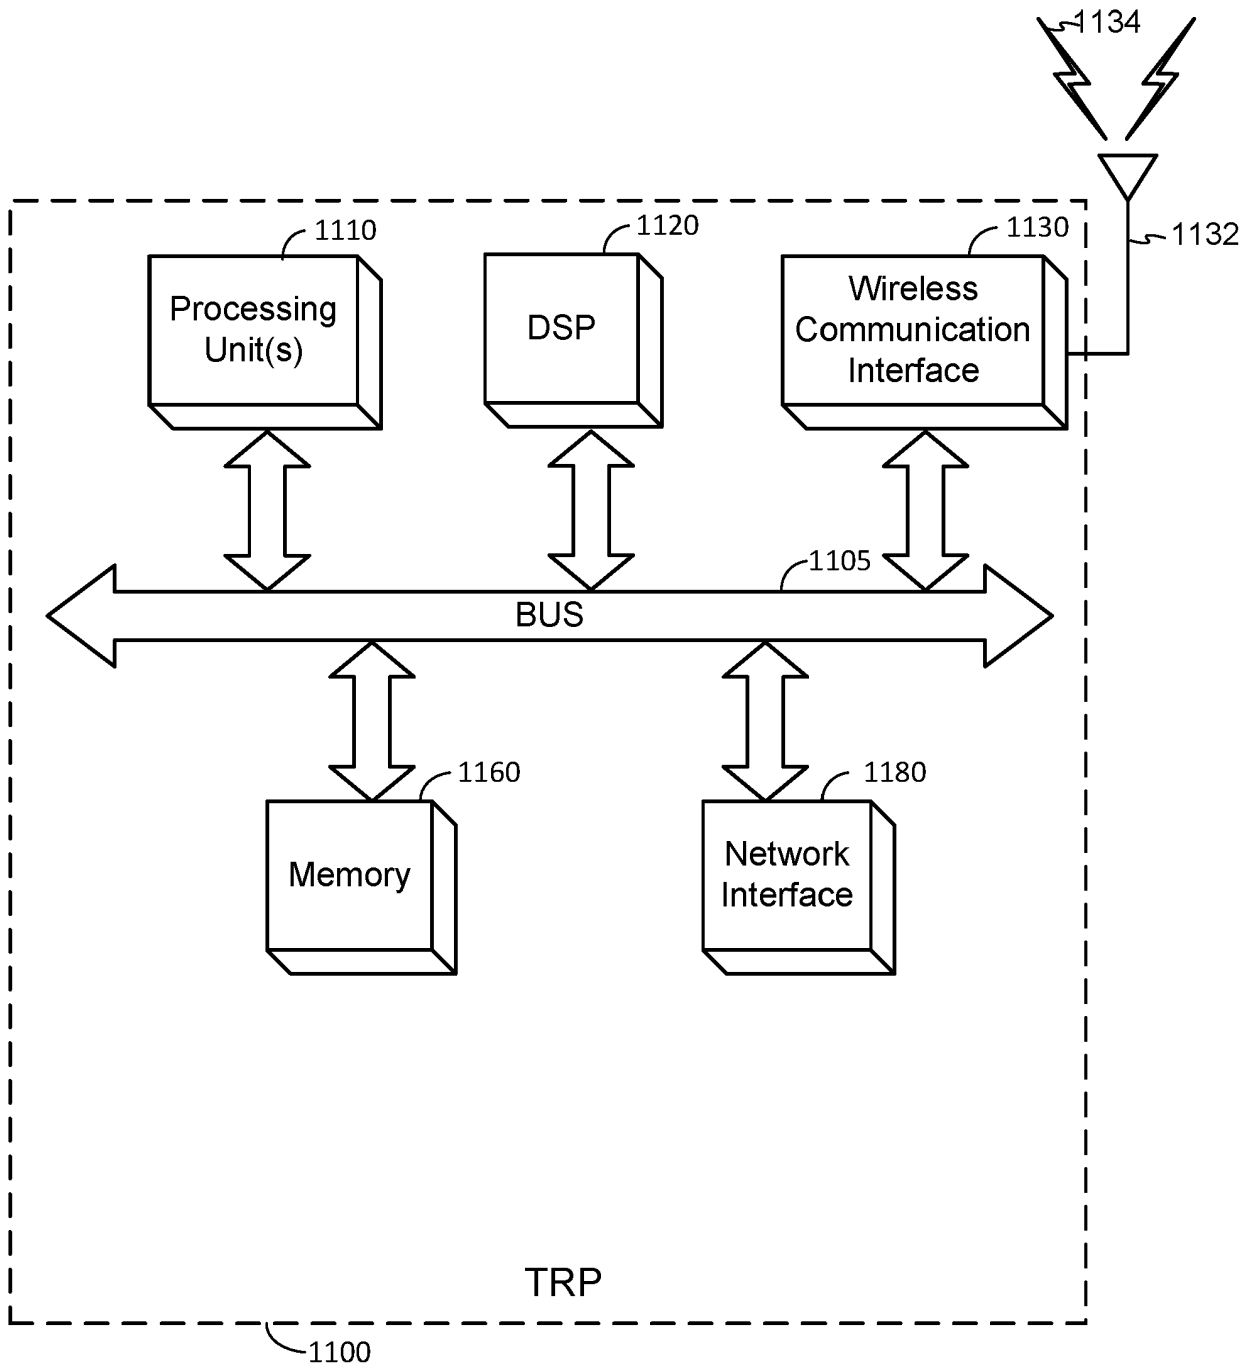 1134
1132
1110
1120
1130
Processing
Unit(s)
DSP
Wireless
Communication
Interface
1105
BUS
1160
1180
Memory
Network
Interface
TRP
1100